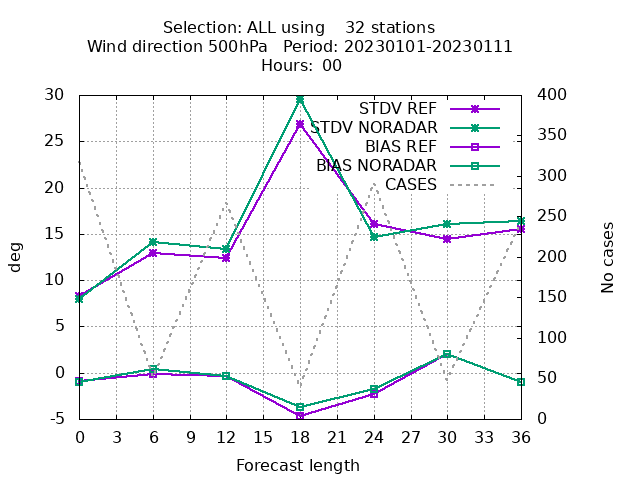 Selection: ALL using    32 stations
Wind direction 500hPa   Period: 20230101-20230111
Hours: 00
STDV REF
STDV NORADAR
BIAS REF
BIAS NORADAR
CASES
30
25
20
15
10
5
0
-5
deg
400
350
300
250
200
150
100
50
0
No cases
0 3 6 9 12 15 18 21 24 27 30 33 36
Forecast length